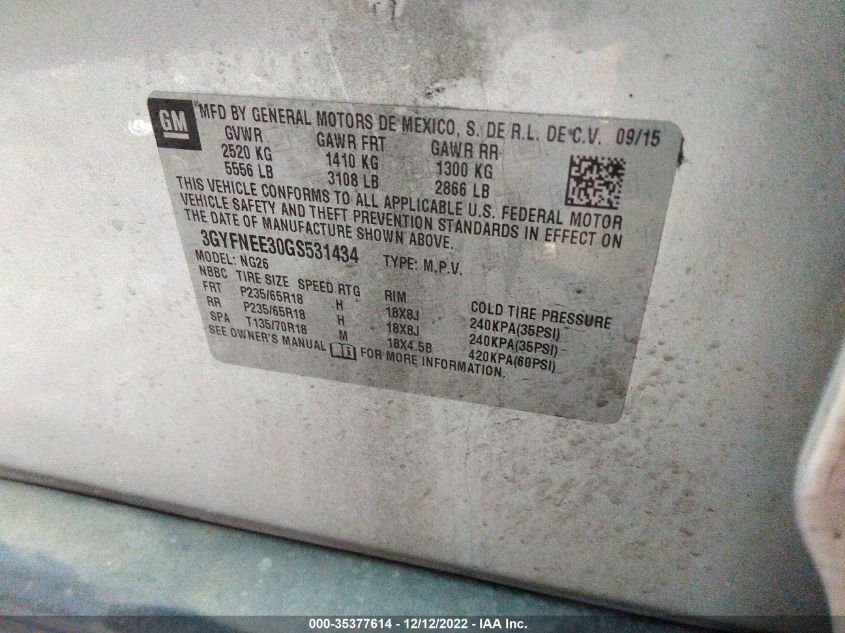 GM MFD BY GENERAL MOTORS DE MEXICO, S. DE R.L. DE C.V. 09/15
GVWR GAWR FRT GAWR RR
2520 KG 1410 KG 1300 KG
5556 LB 3108 LB 2866 LB
THIS VEHICLE CONFORMS TO ALL APPLICABLE U.S. FEDERAL MOTOR
VEHICLE SAFETY AND THEFT PREVENTION STANDARDS IN EFFECT ON
THE DATE OF MANUFACTURE SHOWN ABOVE.
3GYFNEE30GS531434 TYPE: M.P.V.
MODEL: NG26
NBBC TIRE SIZE SPEED RTG RIM COLD TIRE PRESSURE
FRT P235/65R18 H 18X8J 240KPA(35PSI)
RR P235/65R18 H 18X8J 240KPA(35PSI)
SPA T135/70R18 M 18X4.5B 420KPA(60PSI)
SEE OWNER'S MANUAL FOR MORE INFORMATION.
000-35377614 - 12/12/2022 - IAA Inc.